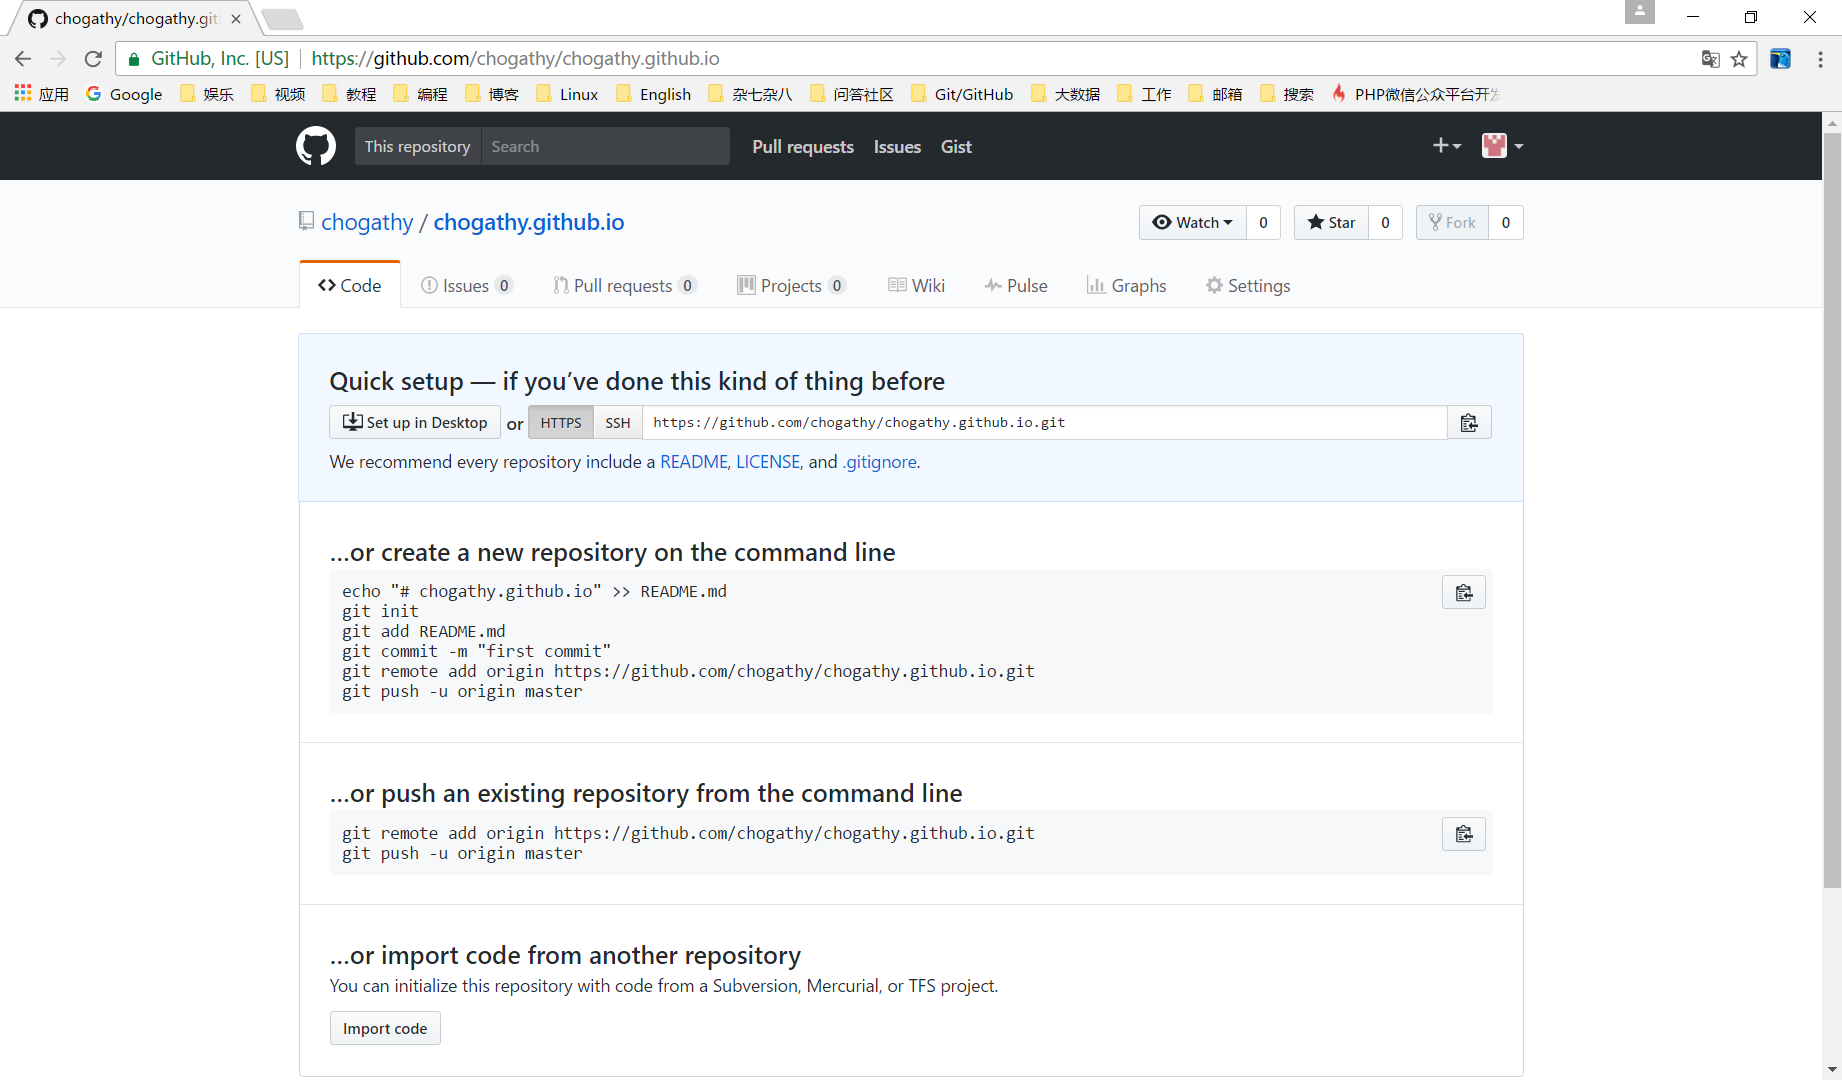 chogathy/chogathy.git
GitHub, Inc. [US] https://github.com/chogathy/chogathy.github.io
应用 Google 娱乐 视频 教程 编程 博客 Linux English 杂七杂八 问答社区 Git/GitHub 大数据 工作 邮箱 搜索 PHP微信公众平台开发
This repository Search Pull requests Issues Gist
chogathy / chogathy.github.io Watch 0 Star 0 Fork 0
Code Issues 0 Pull requests 0 Projects 0 Wiki Pulse Graphs Settings
Quick setup — if you’ve done this kind of thing before
Set up in Desktop or HTTPS SSH https://github.com/chogathy/chogathy.github.io.git
We recommend every repository include a README, LICENSE, and .gitignore.
…or create a new repository on the command line
echo "# chogathy.github.io" >> README.md
git init
git add README.md
git commit -m "first commit"
git remote add origin https://github.com/chogathy/chogathy.github.io.git
git push -u origin master
…or push an existing repository from the command line
git remote add origin https://github.com/chogathy/chogathy.github.io.git
git push -u origin master
…or import code from another repository
You can initialize this repository with code from a Subversion, Mercurial, or TFS project.
Import code